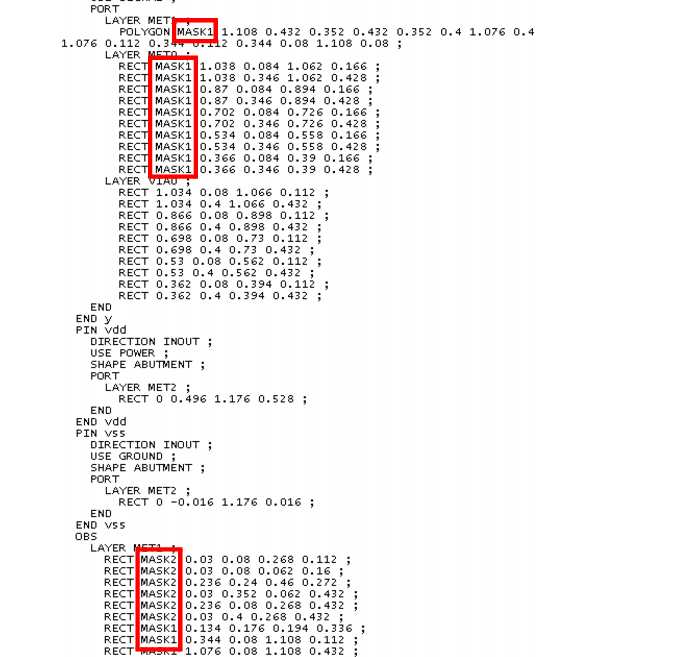 PORT
LAYER MET1 ;
POLYGON MASK1 1.108 0.432 0.352 0.432 0.352 0.4 1.076 0.4
1.076 0.112 0.344 0.112 0.344 0.08 1.108 0.08 ;
LAYER MET0 ;
RECT MASK1 1.038 0.084 1.062 0.166 ;
RECT MASK1 1.038 0.346 1.062 0.428 ;
RECT MASK1 0.87 0.084 0.894 0.166 ;
RECT MASK1 0.87 0.346 0.894 0.428 ;
RECT MASK1 0.702 0.084 0.726 0.166 ;
RECT MASK1 0.702 0.346 0.726 0.428 ;
RECT MASK1 0.534 0.084 0.558 0.166 ;
RECT MASK1 0.534 0.346 0.558 0.428 ;
RECT MASK1 0.366 0.084 0.39 0.166 ;
RECT MASK1 0.366 0.346 0.39 0.428 ;
LAYER VIA0 ;
RECT 1.034 0.08 1.066 0.112 ;
RECT 1.034 0.4 1.066 0.432 ;
RECT 0.866 0.08 0.898 0.112 ;
RECT 0.866 0.4 0.898 0.432 ;
RECT 0.698 0.08 0.73 0.112 ;
RECT 0.698 0.4 0.73 0.432 ;
RECT 0.53 0.08 0.562 0.112 ;
RECT 0.53 0.4 0.562 0.432 ;
RECT 0.362 0.08 0.394 0.112 ;
RECT 0.362 0.4 0.394 0.432 ;
END
END y
PIN vdd
DIRECTION INOUT ;
USE POWER ;
SHAPE ABUTMENT ;
PORT
LAYER MET2 ;
RECT 0 0.496 1.176 0.528 ;
END
END vdd
PIN vss
DIRECTION INOUT ;
USE GROUND ;
SHAPE ABUTMENT ;
PORT
LAYER MET2 ;
RECT 0 -0.016 1.176 0.016 ;
END
END vss
OBS
LAYER MET1 ;
RECT MASK2 0.03 0.08 0.268 0.112 ;
RECT MASK2 0.03 0.08 0.062 0.16 ;
RECT MASK2 0.236 0.24 0.46 0.272 ;
RECT MASK2 0.03 0.352 0.062 0.432 ;
RECT MASK2 0.236 0.08 0.268 0.432 ;
RECT MASK2 0.03 0.4 0.268 0.432 ;
RECT MASK1 0.134 0.176 0.194 0.336 ;
RECT MASK1 0.344 0.08 1.108 0.112 ;
RECT MASK1 1.076 0.08 1.108 0.432 ;